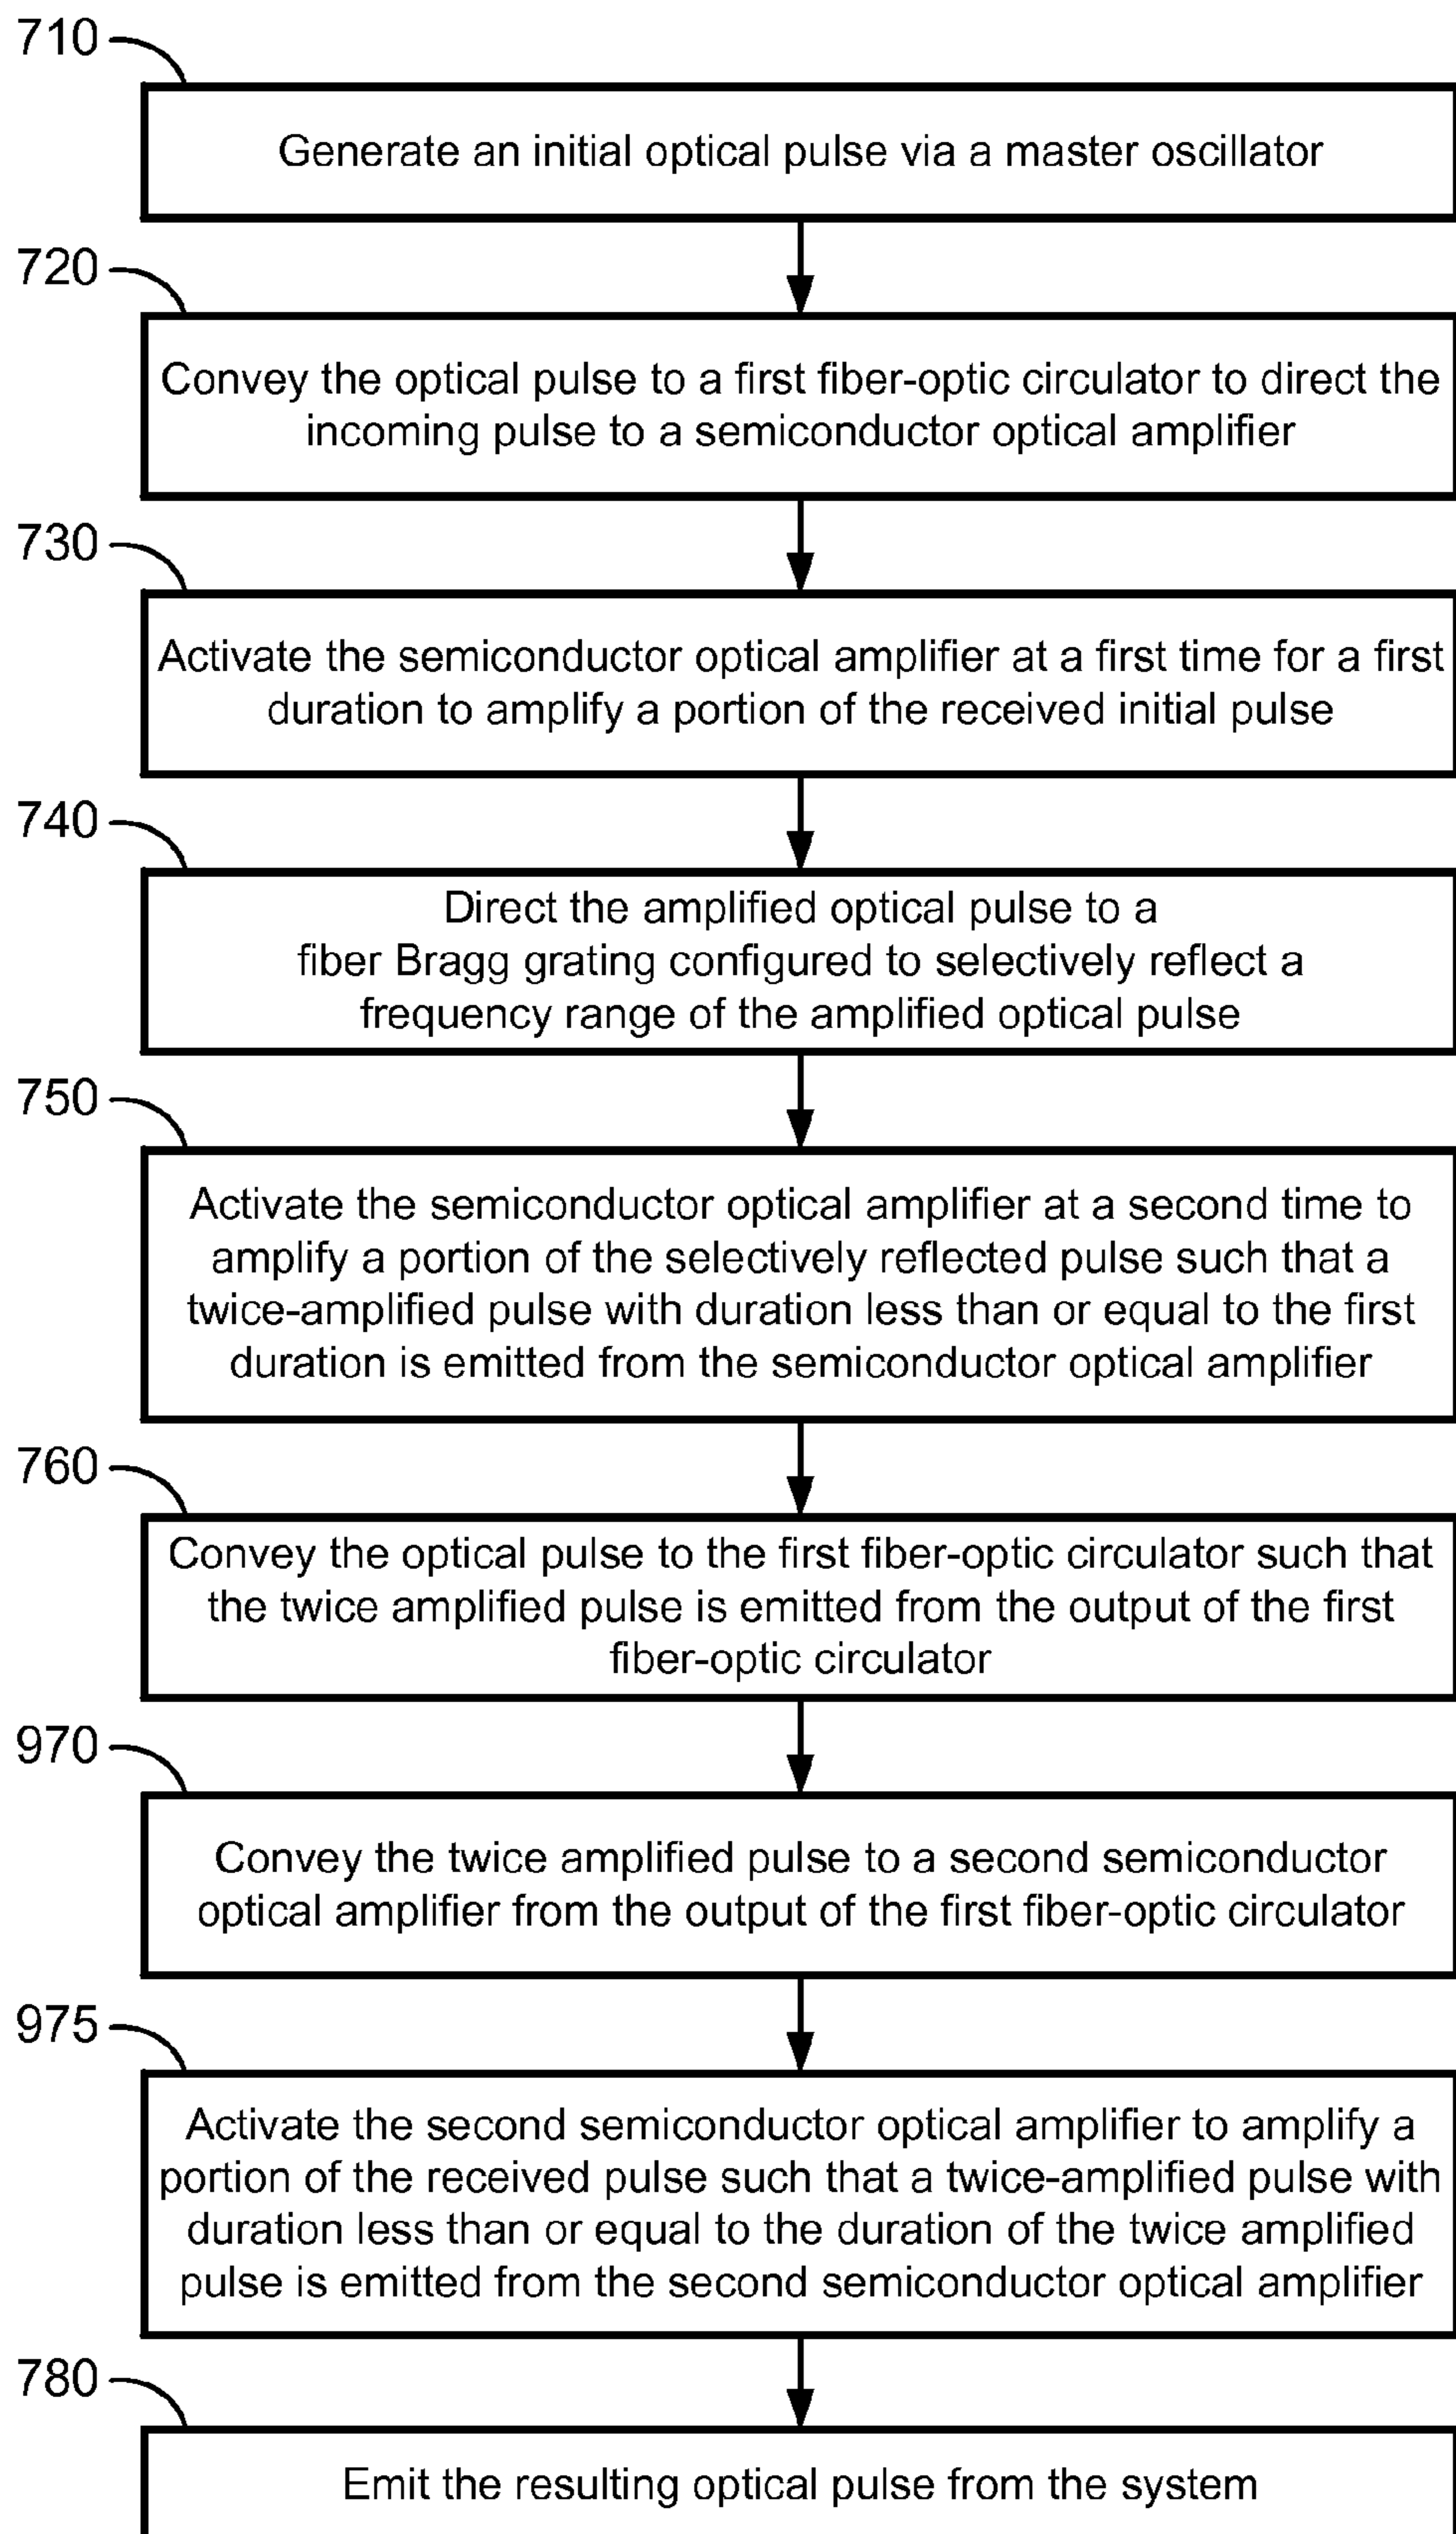 710
Generate an initial optical pulse via a master oscillator
720
Convey the optical pulse to a first fiber-optic circulator to direct the
incoming pulse to a semiconductor optical amplifier
730
Activate the semiconductor optical amplifier at a first time for a first
duration to amplify a portion of the received initial pulse
740
Direct the amplified optical pulse to a
fiber Bragg grating configured to selectively reflect a
frequency range of the amplified optical pulse
750
Activate the semiconductor optical amplifier at a second time to
amplify a portion of the selectively reflected pulse such that a
twice-amplified pulse with duration less than or equal to the first
duration is emitted from the semiconductor optical amplifier
760
Convey the optical pulse to the first fiber-optic circulator such that
the twice amplified pulse is emitted from the output of the first
fiber-optic circulator
970
Convey the twice amplified pulse to a second semiconductor
optical amplifier from the output of the first fiber-optic circulator
975
Activate the second semiconductor optical amplifier to amplify a
portion of the received pulse such that a twice-amplified pulse with
duration less than or equal to the duration of the twice amplified
pulse is emitted from the second semiconductor optical amplifier
780
Emit the resulting optical pulse from the system